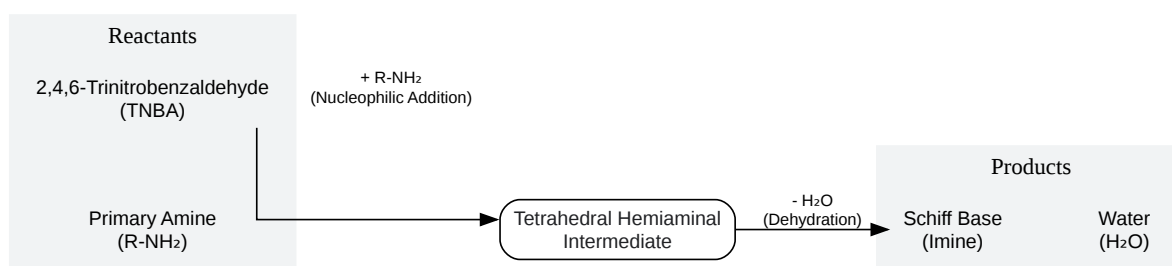 Reactants
2,4,6-Trinitrobenzaldehyde
(TNBA)
+ R-NH₂
(Nucleophilic Addition)
Primary Amine
(R-NH₂)
Tetrahedral Hemiaminal
Intermediate
- H₂O
(Dehydration)
Products
Schiff Base
(Imine)
Water
(H₂O)